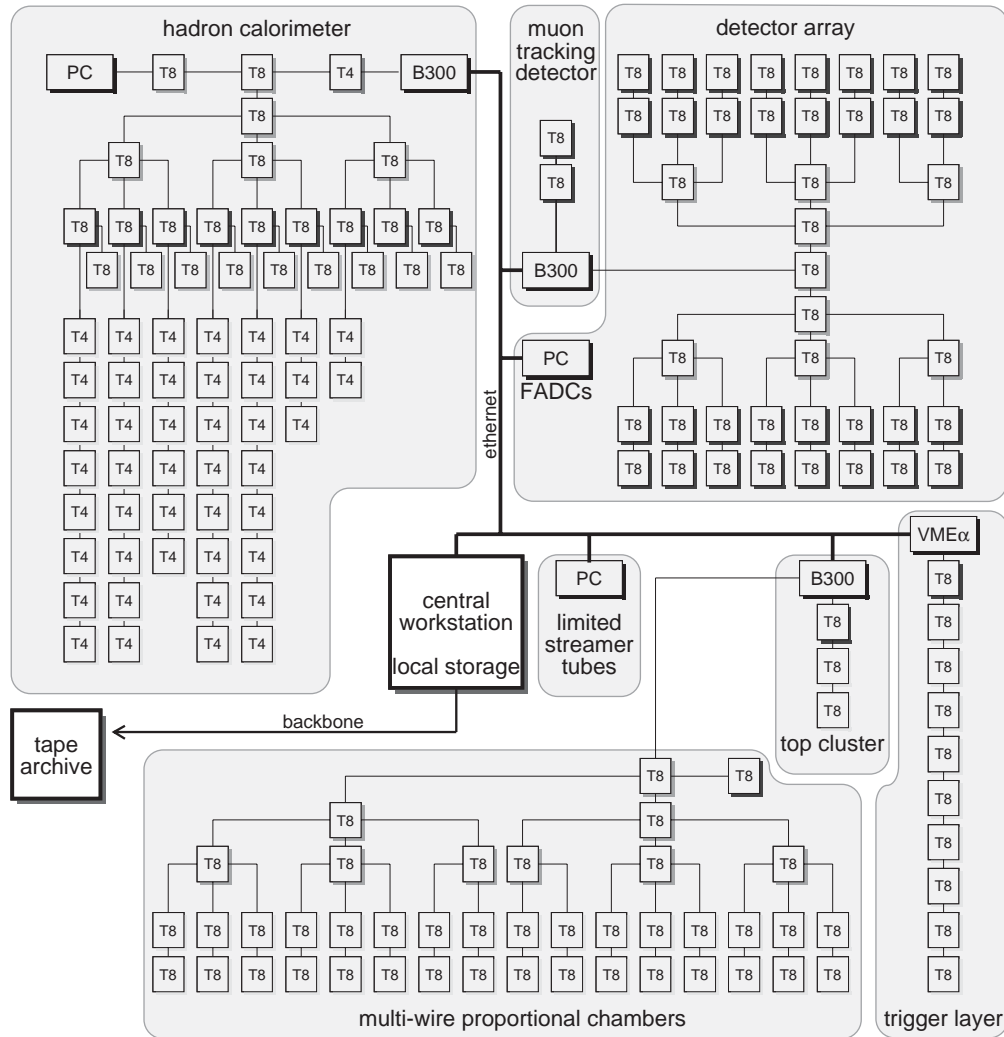 hadron calorimeter
PC T8 T8 T4 B300
T8
T8 T8 T8
T8 T8 T8 T8 T8 T8 T8 T8 T8
T8 T8 T8 T8 T8 T8 T8 T8 T8
T4 T4 T4 T4 T4 T4 T4
T4 T4 T4 T4 T4 T4 T4
T4 T4 T4 T4 T4 T4
T4 T4 T4 T4 T4
T4 T4 T4 T4 T4
T4 T4 T4 T4 T4
T4 T4 T4 T4
T4 T4 T4 T4
muon
tracking
detector
T8
T8
B300
detector array
T8 T8 T8 T8 T8 T8 T8 T8
T8 T8 T8 T8 T8 T8 T8 T8
T8 T8 T8
T8
T8
T8
T8 T8 T8
T8 T8 T8 T8 T8 T8 T8 T8
T8 T8 T8 T8 T8 T8 T8 T8
PC
FADCs
ethernet
central
workstation
local storage
backbone
tape
archive
PC
limited
streamer
tubes
B300
T8
T8
T8
top cluster
VMEα
T8
T8
T8
T8
T8
T8
T8
T8
T8
T8
trigger layer
T8 T8
T8 T8
T8 T8 T8 T8 T8 T8
T8 T8 T8 T8 T8 T8 T8 T8 T8 T8 T8 T8 T8 T8 T8 T8
T8 T8 T8 T8 T8 T8 T8 T8 T8 T8 T8 T8 T8 T8 T8 T8
multi-wire proportional chambers